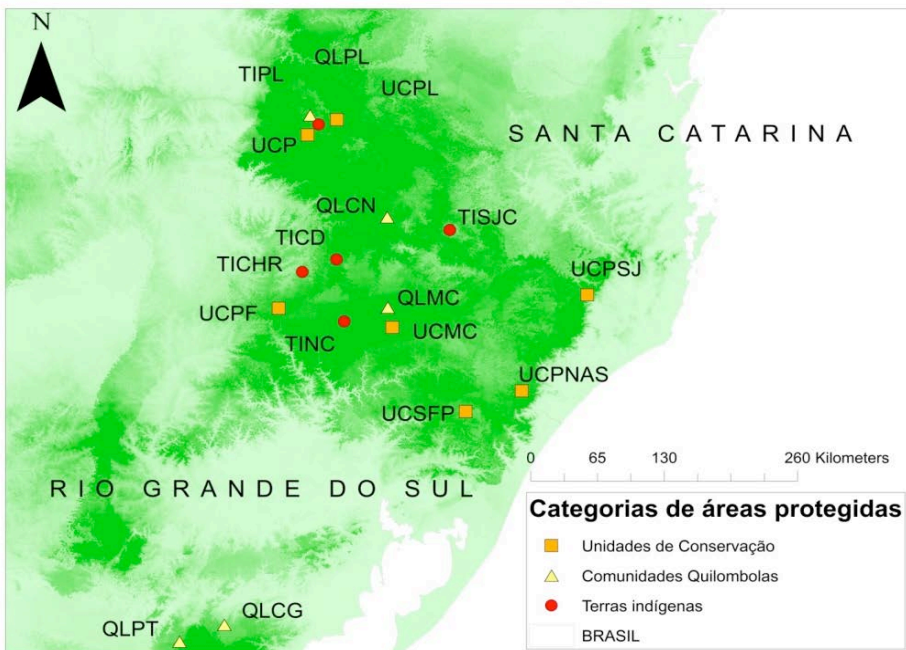 N
QLPL
TIPL
UCPL
SANTA CATARINA
UCP
QLCN
TISJC
TICD
TICHR
UCPSJ
QLMC
UCPF
UCMC
TINC
UCPNAS
UCSFP
0 65 130 260 Kilometers
RIO GRANDE DO SUL
Categorias de áreas protegidas
Unidades de Conservação
Comunidades Quilombolas
Terras indígenas
BRASIL
QLCG
QLPT